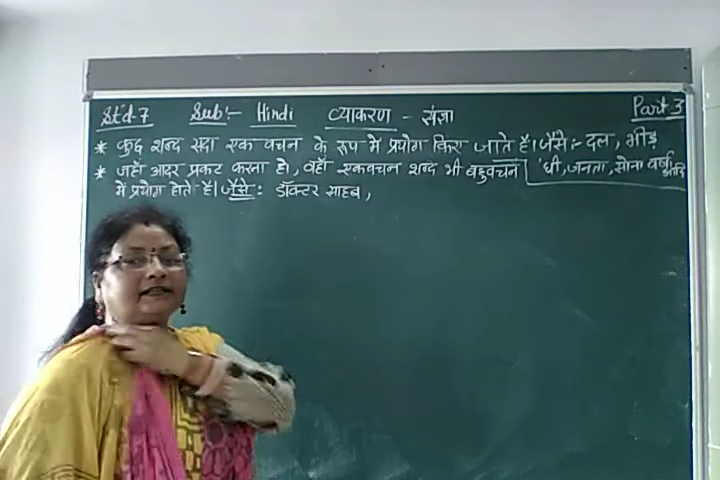 Std-7 Sub:- Hindi व्याकरण - संज्ञा Part 3
* कुछ शब्द सदा एक वचन के रूप में प्रयोग किए जाते हैं। जैसे :- दल, भीड़
घी, जनता, सोना वर्षा आदि
* जहाँ आदर प्रकट करना हो, वहाँ एकवचन शब्द भी बहुवचन
में प्रयोग होते हैं। जैसे : डॉक्टर साहब,